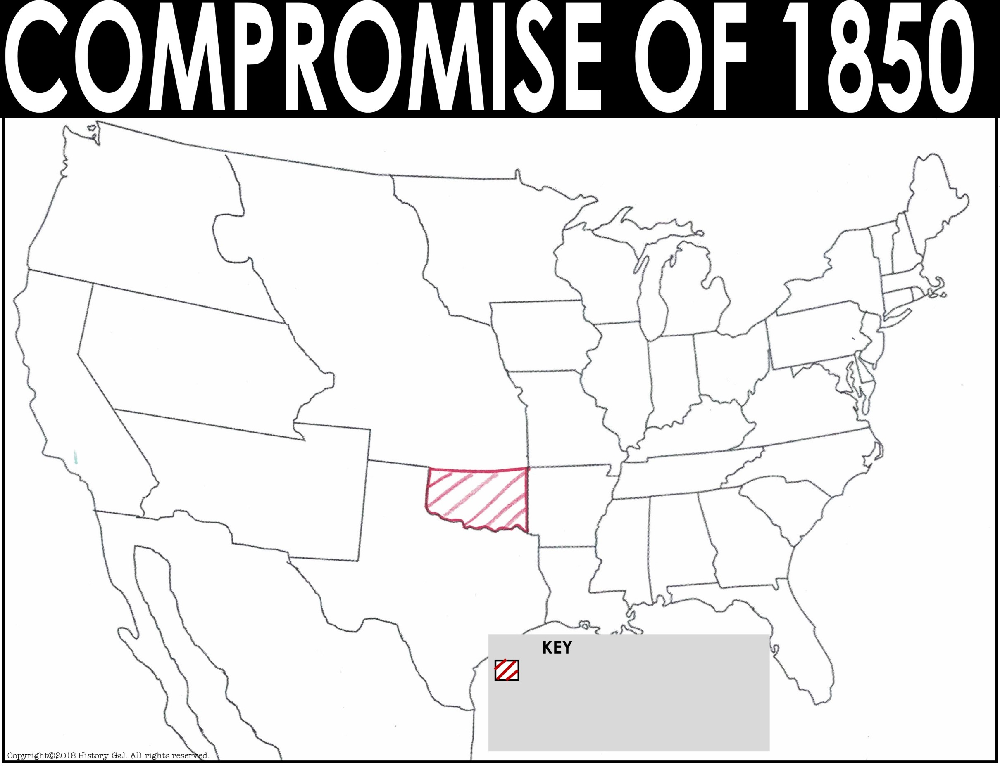 COMPROMISE OF 1850
KEY
Copyright©2018 History Gal. All rights reserved.